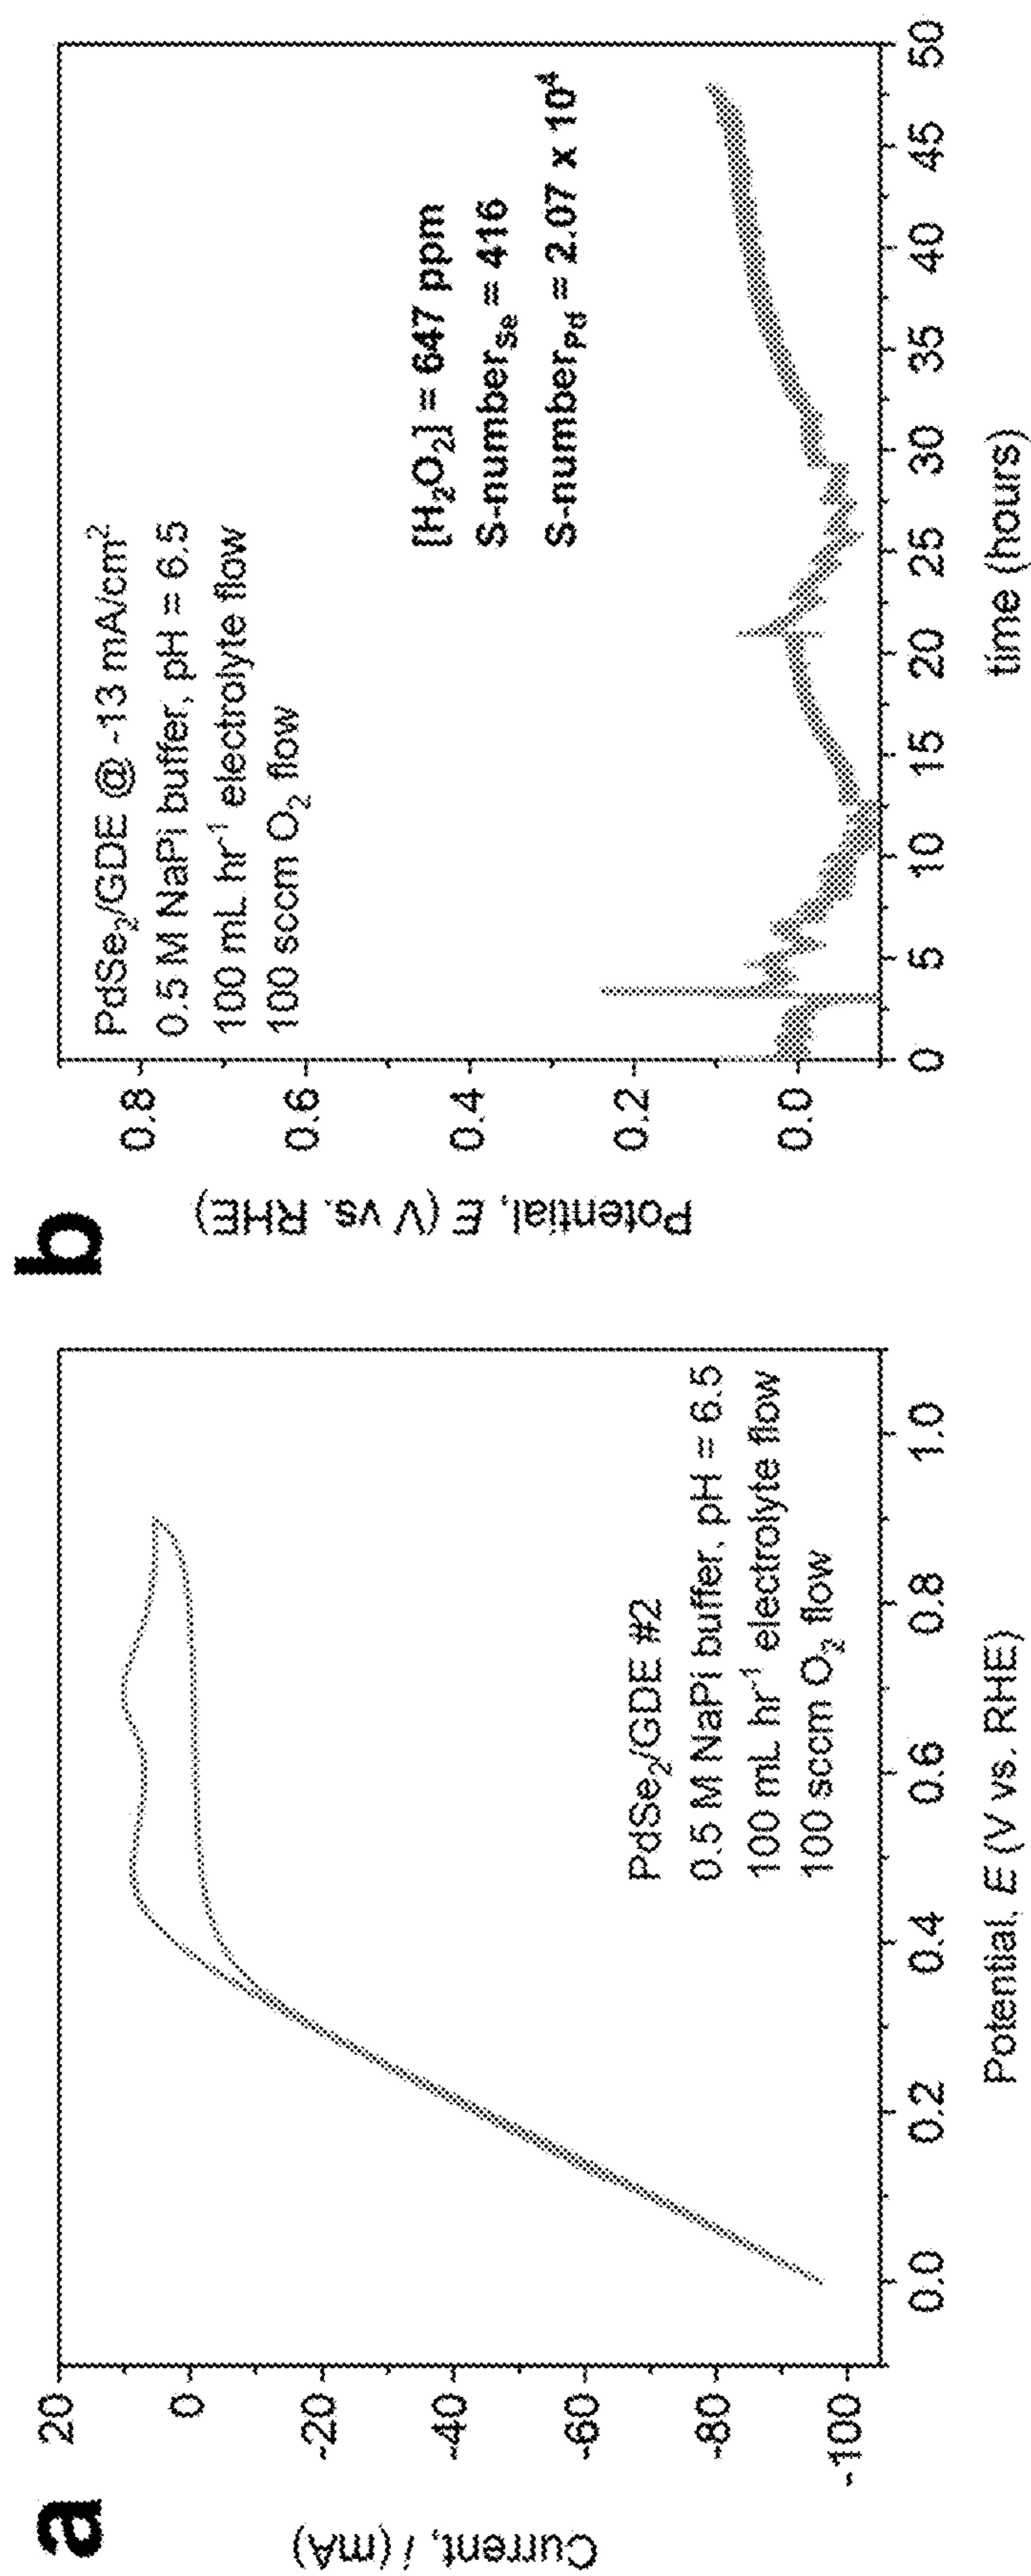 a
Current, i (mA)
20
0
-20
-40
-60
-80
-100
PdSe₂/GDE #2
0.5 M NaPi buffer, pH = 6.5
100 mL hr⁻¹ electrolyte flow
100 sccm O₂ flow
0.0 0.2 0.4 0.6 0.8 1.0
Potential, E (V vs. RHE)
b
Potential, E (V vs. RHE)
0.8
0.6
0.4
0.2
0.0
PdSe₂/GDE @ -13 mA/cm²
0.5 M NaPi buffer, pH = 6.5
100 mL hr⁻¹ electrolyte flow
100 sccm O₂ flow
[H₂O₂] = 647 ppm
S-number_Se = 416
S-number_Pd = 2.07 x 10⁴
0 5 10 15 20 25 30 35 40 45 50
time (hours)